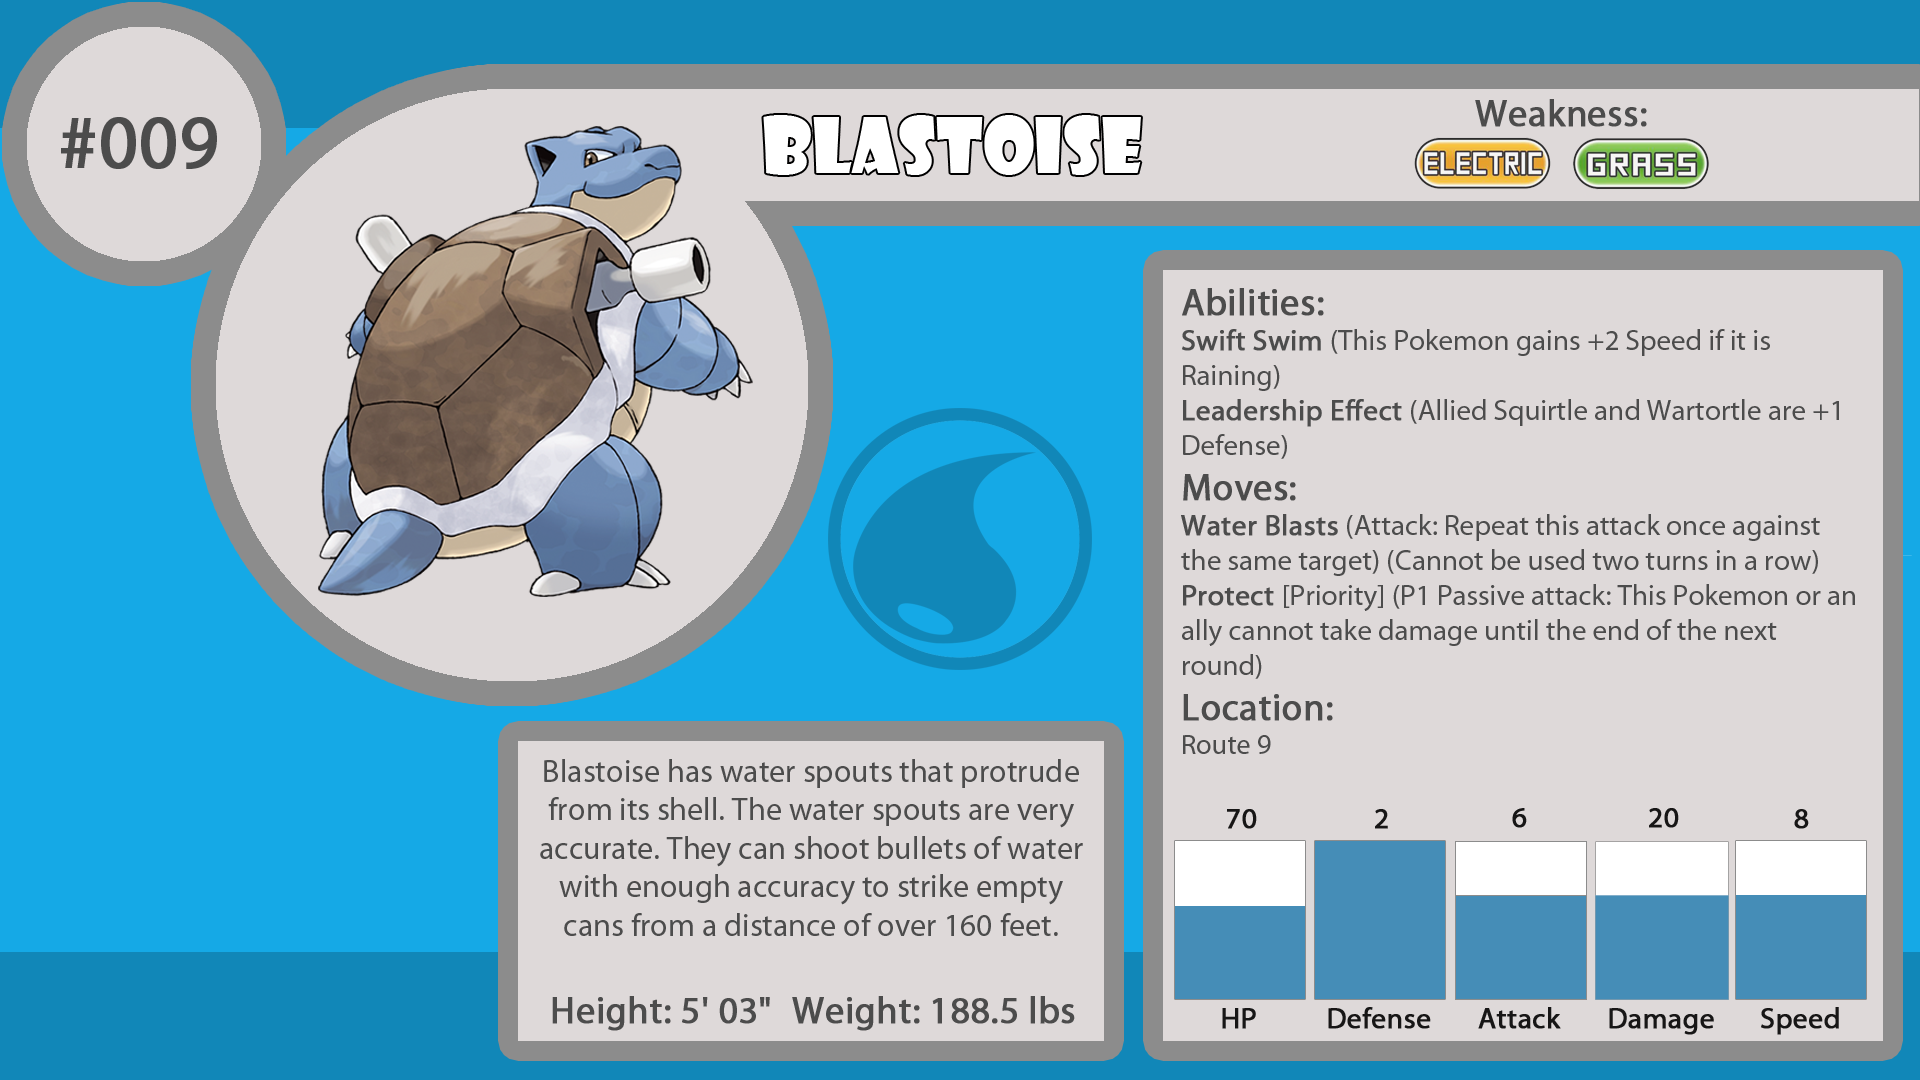 #009
BLASTOISE
Weakness:
ELECTRIC GRASS
Abilities:
Swift Swim (This Pokemon gains +2 Speed if it is
Raining)
Leadership Effect (Allied Squirtle and Wartortle are +1
Defense)
Moves:
Water Blasts (Attack: Repeat this attack once against
the same target) (Cannot be used two turns in a row)
Protect [Priority] (P1 Passive attack: This Pokemon or an
ally cannot take damage until the end of the next
round)
Location:
Route 9
70 2 6 20 8
HP Defense Attack Damage Speed
Blastoise has water spouts that protrude
from its shell. The water spouts are very
accurate. They can shoot bullets of water
with enough accuracy to strike empty
cans from a distance of over 160 feet.
Height: 5' 03" Weight: 188.5 lbs